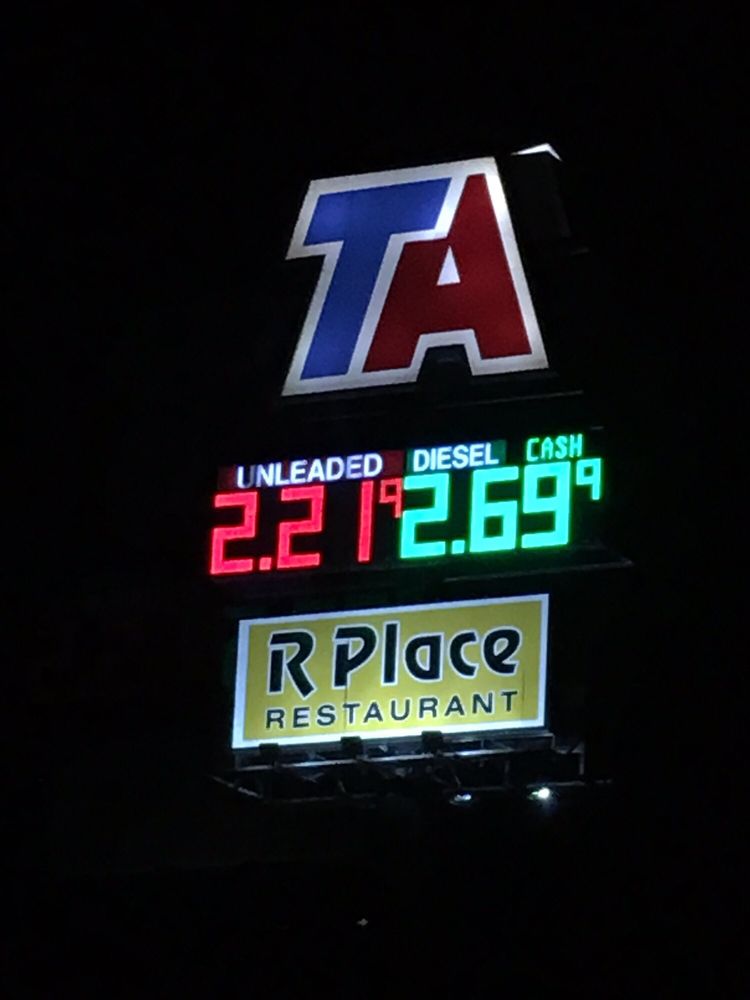 TA
UNLEADED DIESEL CASH
2.219 2.699
R Place
RESTAURANT